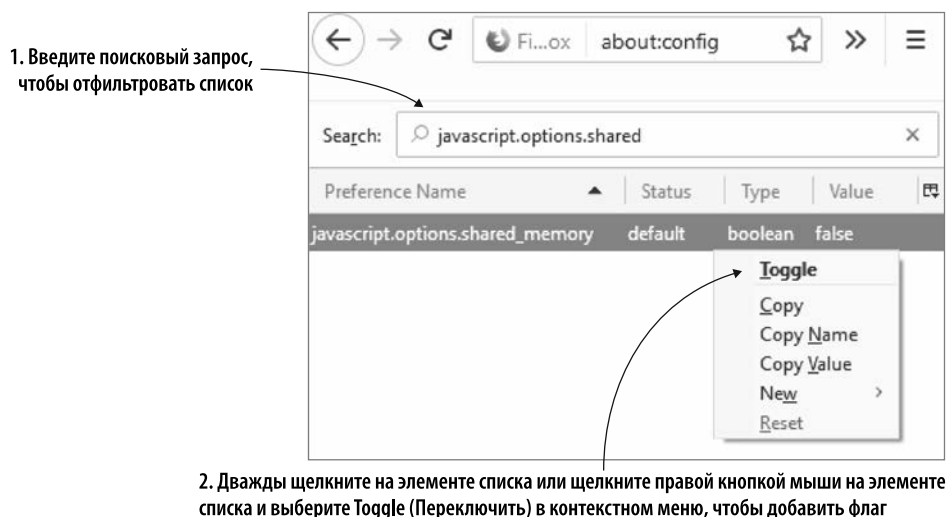 1. Введите поисковый запрос,
чтобы отфильтровать список
Fi...ox about:config
Search: javascript.options.shared
Preference Name Status Type Value
javascript.options.shared_memory default boolean false
Toggle
Copy
Copy Name
Copy Value
New
Reset
2. Дважды щелкните на элементе списка или щелкните правой кнопкой мыши на элементе
списка и выберите Toggle (Переключить) в контекстном меню, чтобы добавить флаг